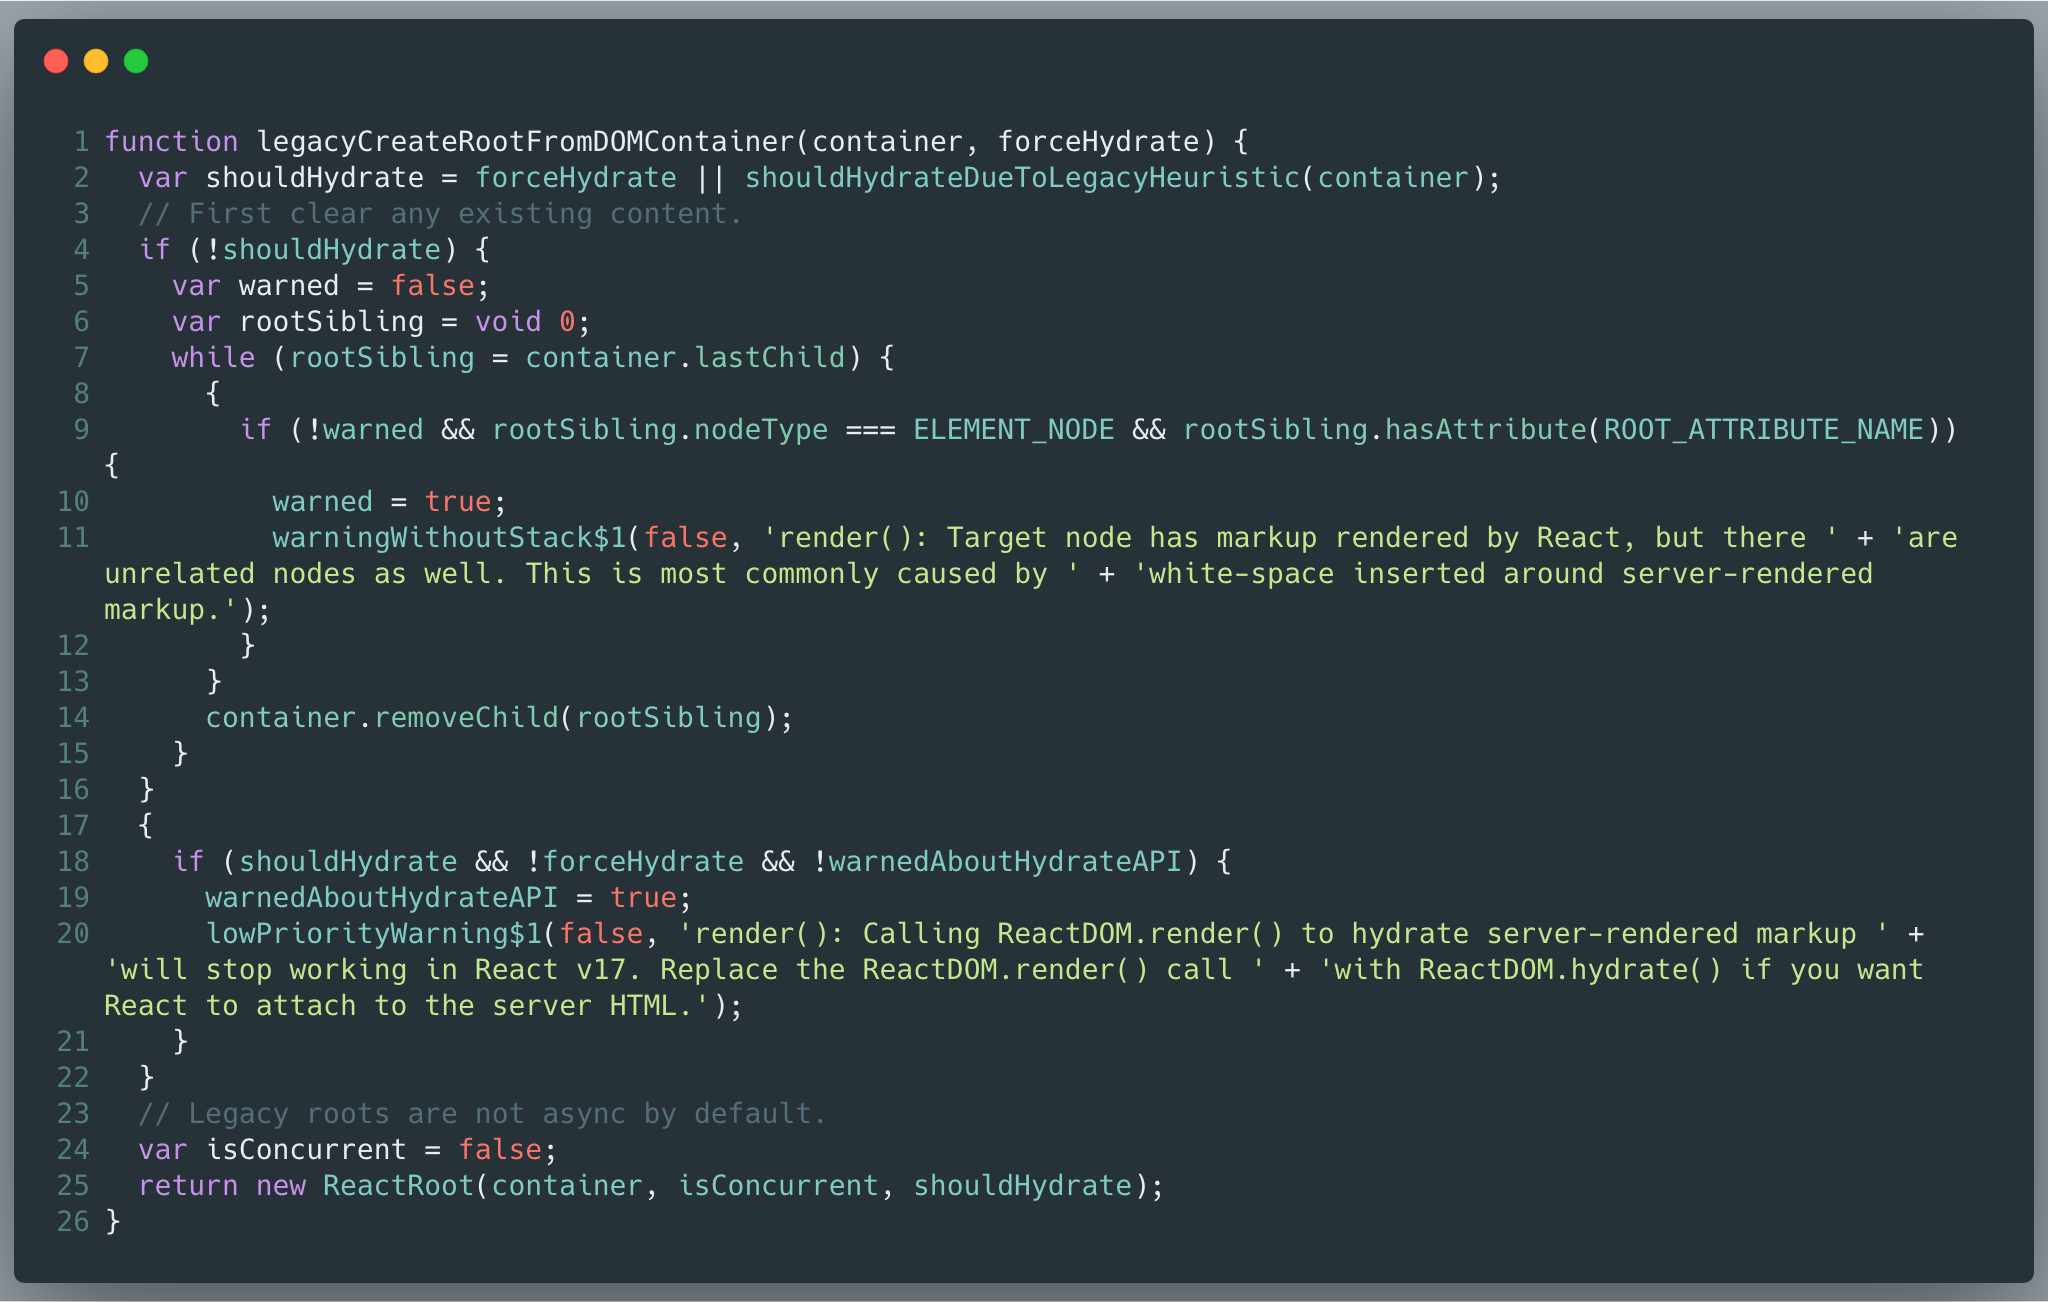 1 function legacyCreateRootFromDOMContainer(container, forceHydrate) {
2   var shouldHydrate = forceHydrate || shouldHydrateDueToLegacyHeuristic(container);
3   // First clear any existing content.
4   if (!shouldHydrate) {
5     var warned = false;
6     var rootSibling = void 0;
7     while (rootSibling = container.lastChild) {
8       {
9         if (!warned && rootSibling.nodeType === ELEMENT_NODE && rootSibling.hasAttribute(ROOT_ATTRIBUTE_NAME))
{
10           warned = true;
11           warningWithoutStack$1(false, 'render(): Target node has markup rendered by React, but there ' + 'are
unrelated nodes as well. This is most commonly caused by ' + 'white-space inserted around server-rendered
markup.');
12         }
13       }
14       container.removeChild(rootSibling);
15     }
16   }
17   {
18     if (shouldHydrate && !forceHydrate && !warnedAboutHydrateAPI) {
19       warnedAboutHydrateAPI = true;
20       lowPriorityWarning$1(false, 'render(): Calling ReactDOM.render() to hydrate server-rendered markup ' +
'will stop working in React v17. Replace the ReactDOM.render() call ' + 'with ReactDOM.hydrate() if you want
React to attach to the server HTML.');
21     }
22   }
23   // Legacy roots are not async by default.
24   var isConcurrent = false;
25   return new ReactRoot(container, isConcurrent, shouldHydrate);
26 }